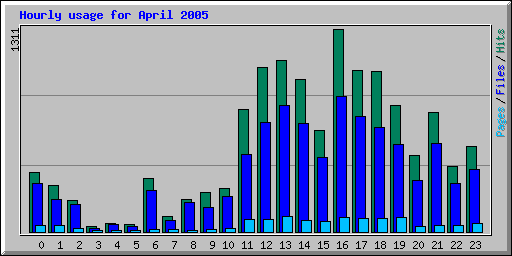 Hourly usage for April 2005
1311
Pages / Files / Hits
0 1 2 3 4 5 6 7 8 9 10 11 12 13 14 15 16 17 18 19 20 21 22 23